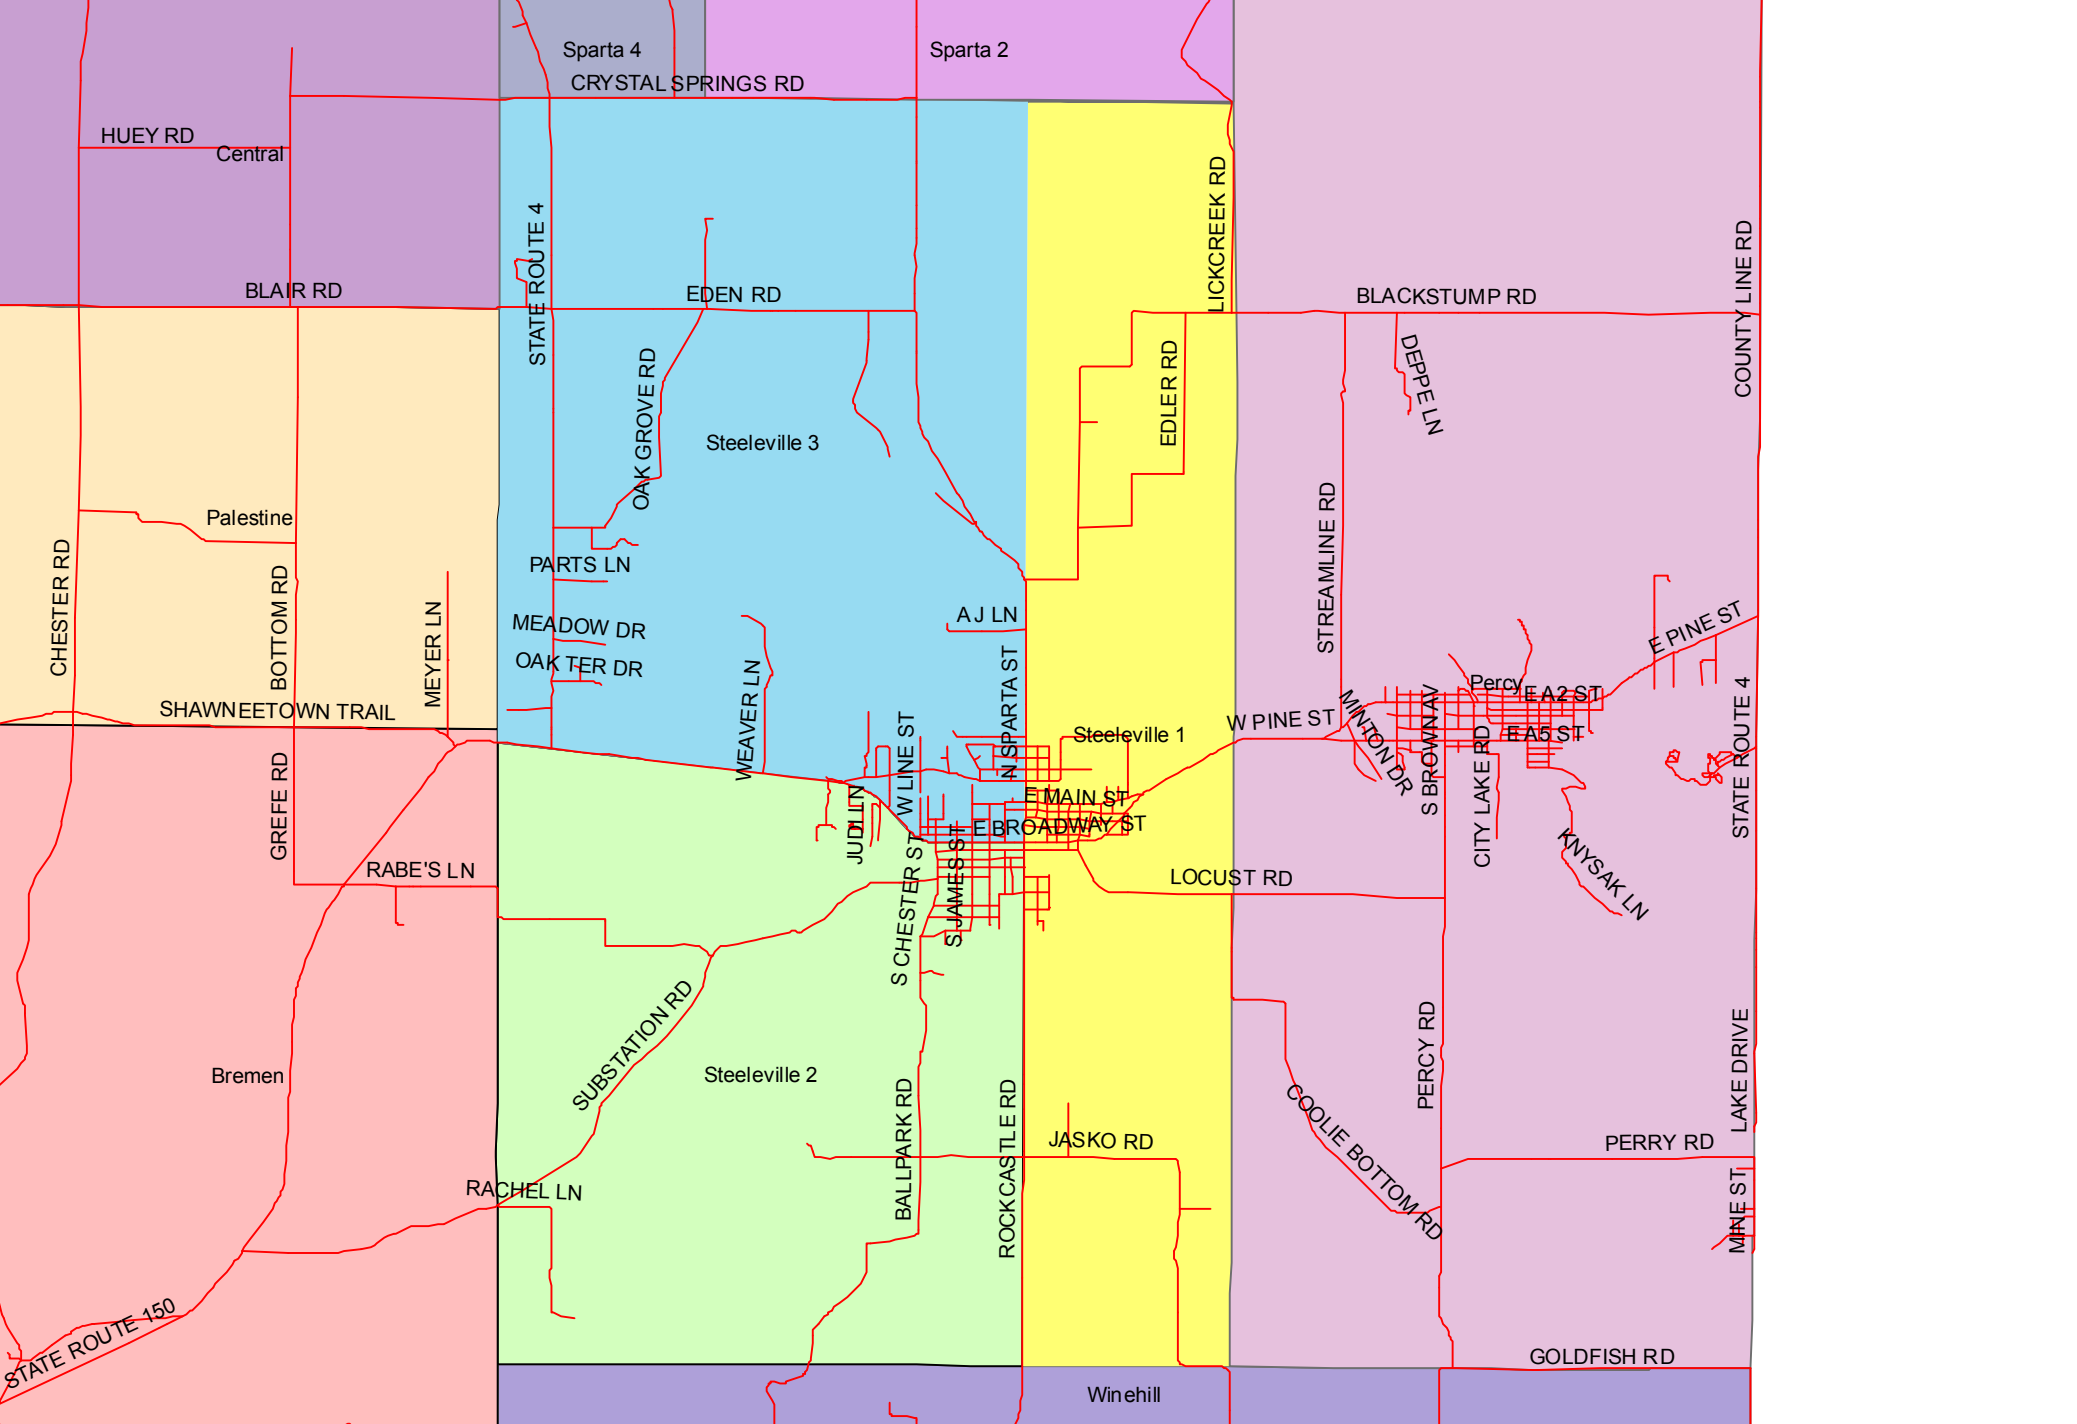 Sparta 4
Sparta 2
CRYSTAL SPRINGS RD
HUEY RD
Central
LICKCREEK RD
STATE ROUTE 4
COUNTY LINE RD
BLAIR RD
EDEN RD
BLACKSTUMP RD
OAK GROVE RD
EDLER RD
DEPPE LN
Steeleville 3
Palestine
STREAMLINE RD
CHESTER RD
BOTTOM RD
PARTS LN
MEYER LN
MEADOW DR
A J LN
E PINE ST
OAK TER DR
WEAVER LN
N SPARTA ST
Percy
E A2 ST
STATE ROUTE 4
SHAWNEETOWN TRAIL
W LINE ST
Steeleville 1
W PINE ST
MINTON DR
S BROWN AV
CITY LAKE RD
E A5 ST
GREFE RD
JUDI LN
E MAIN ST
E BROADWAY ST
KNYSAK LN
RABE'S LN
S CHESTER ST
S JAMES ST
LOCUST RD
SUBSTATION RD
PERCY RD
LAKE DRIVE
Bremen
Steeleville 2
BALLPARK RD
ROCKCASTLE RD
COOLIE BOTTOM RD
JASKO RD
PERRY RD
RACHEL LN
MINE ST
STATE ROUTE 150
GOLDFISH RD
Winehill